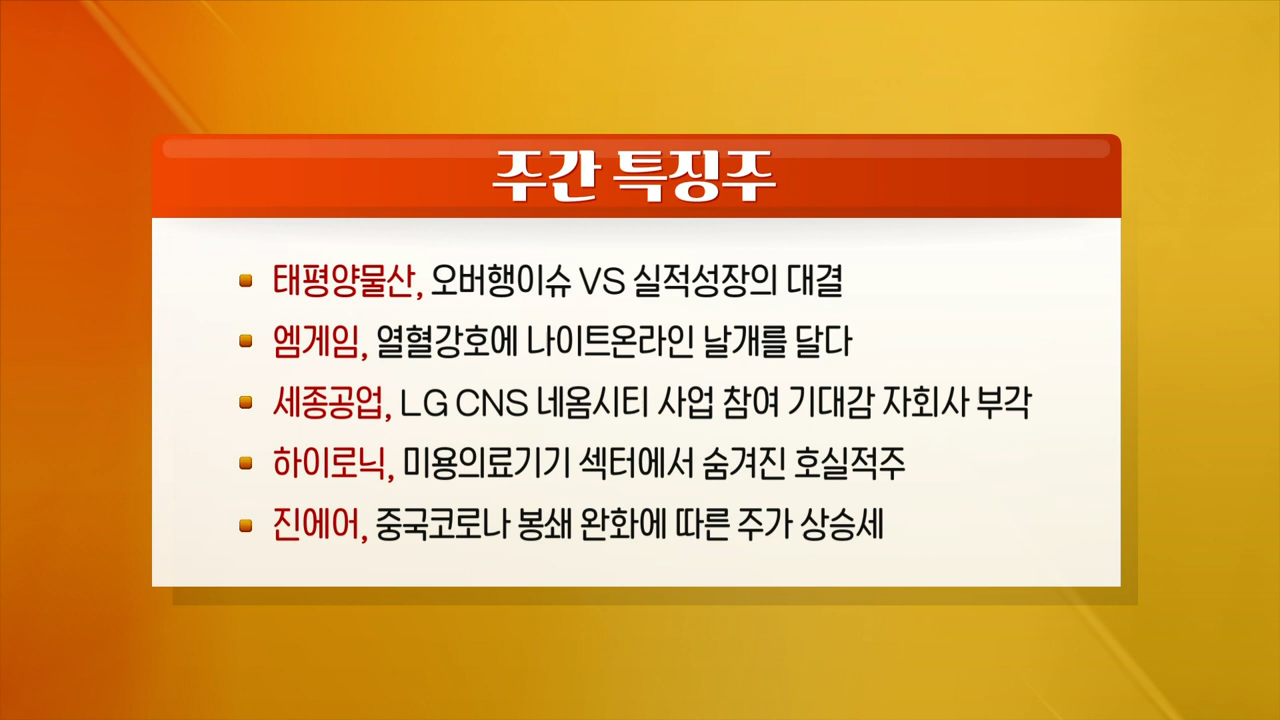 주간 특징주
태평양물산, 오버행이슈 VS 실적성장의 대결
엠게임, 열혈강호에 나이트온라인 날개를 달다
세종공업, LG CNS 네옴시티 사업 참여 기대감 자회사 부각
하이로닉, 미용의료기기 섹터에서 숨겨진 호실적주
진에어, 중국코로나 봉쇄 완화에 따른 주가 상승세